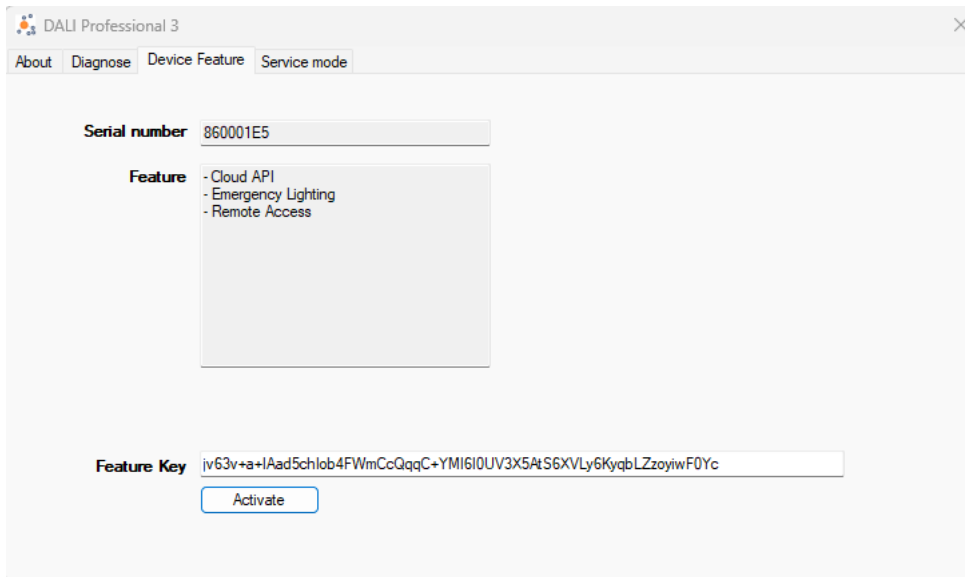 DALI Professional 3
About Diagnose Device Feature Service mode
Serial number 860001E5
Feature - Cloud API
- Emergency Lighting
- Remote Access
Feature Key jv63v+a+IAad5chIob4FWmCcQqqC+YMI6I0UV3X5AtS6XVLy6KyqbLZzoyiwF0Yc
Activate